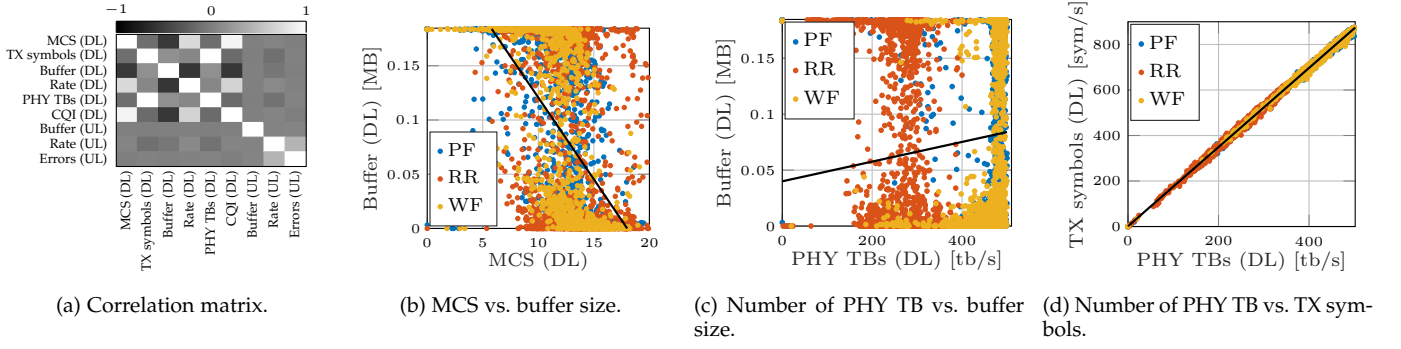 −1 0 1
MCS (DL)
TX symbols (DL)
Buffer (DL)
Rate (DL)
PHY TBs (DL)
CQI (DL)
Buffer (UL)
Rate (UL)
Errors (UL)
MCS (DL)
TX symbols (DL)
Buffer (DL)
Rate (DL)
PHY TBs (DL)
CQI (DL)
Buffer (UL)
Rate (UL)
Errors (UL)
(a) Correlation matrix.
Buffer (DL) [MB]
0.15
0.1
0.05
0
PF
RR
WF
0 5 10 15 20
MCS (DL)
(b) MCS vs. buffer size.
Buffer (DL) [MB]
0.15
0.1
0.05
0
PF
RR
WF
0 200 400
PHY TBs (DL) [tb/s]
(c) Number of PHY TB vs. buffer
size.
TX symbols (DL) [sym/s]
800
600
400
200
0
PF
RR
WF
0 200 400
PHY TBs (DL) [tb/s]
(d) Number of PHY TB vs. TX sym-
bols.